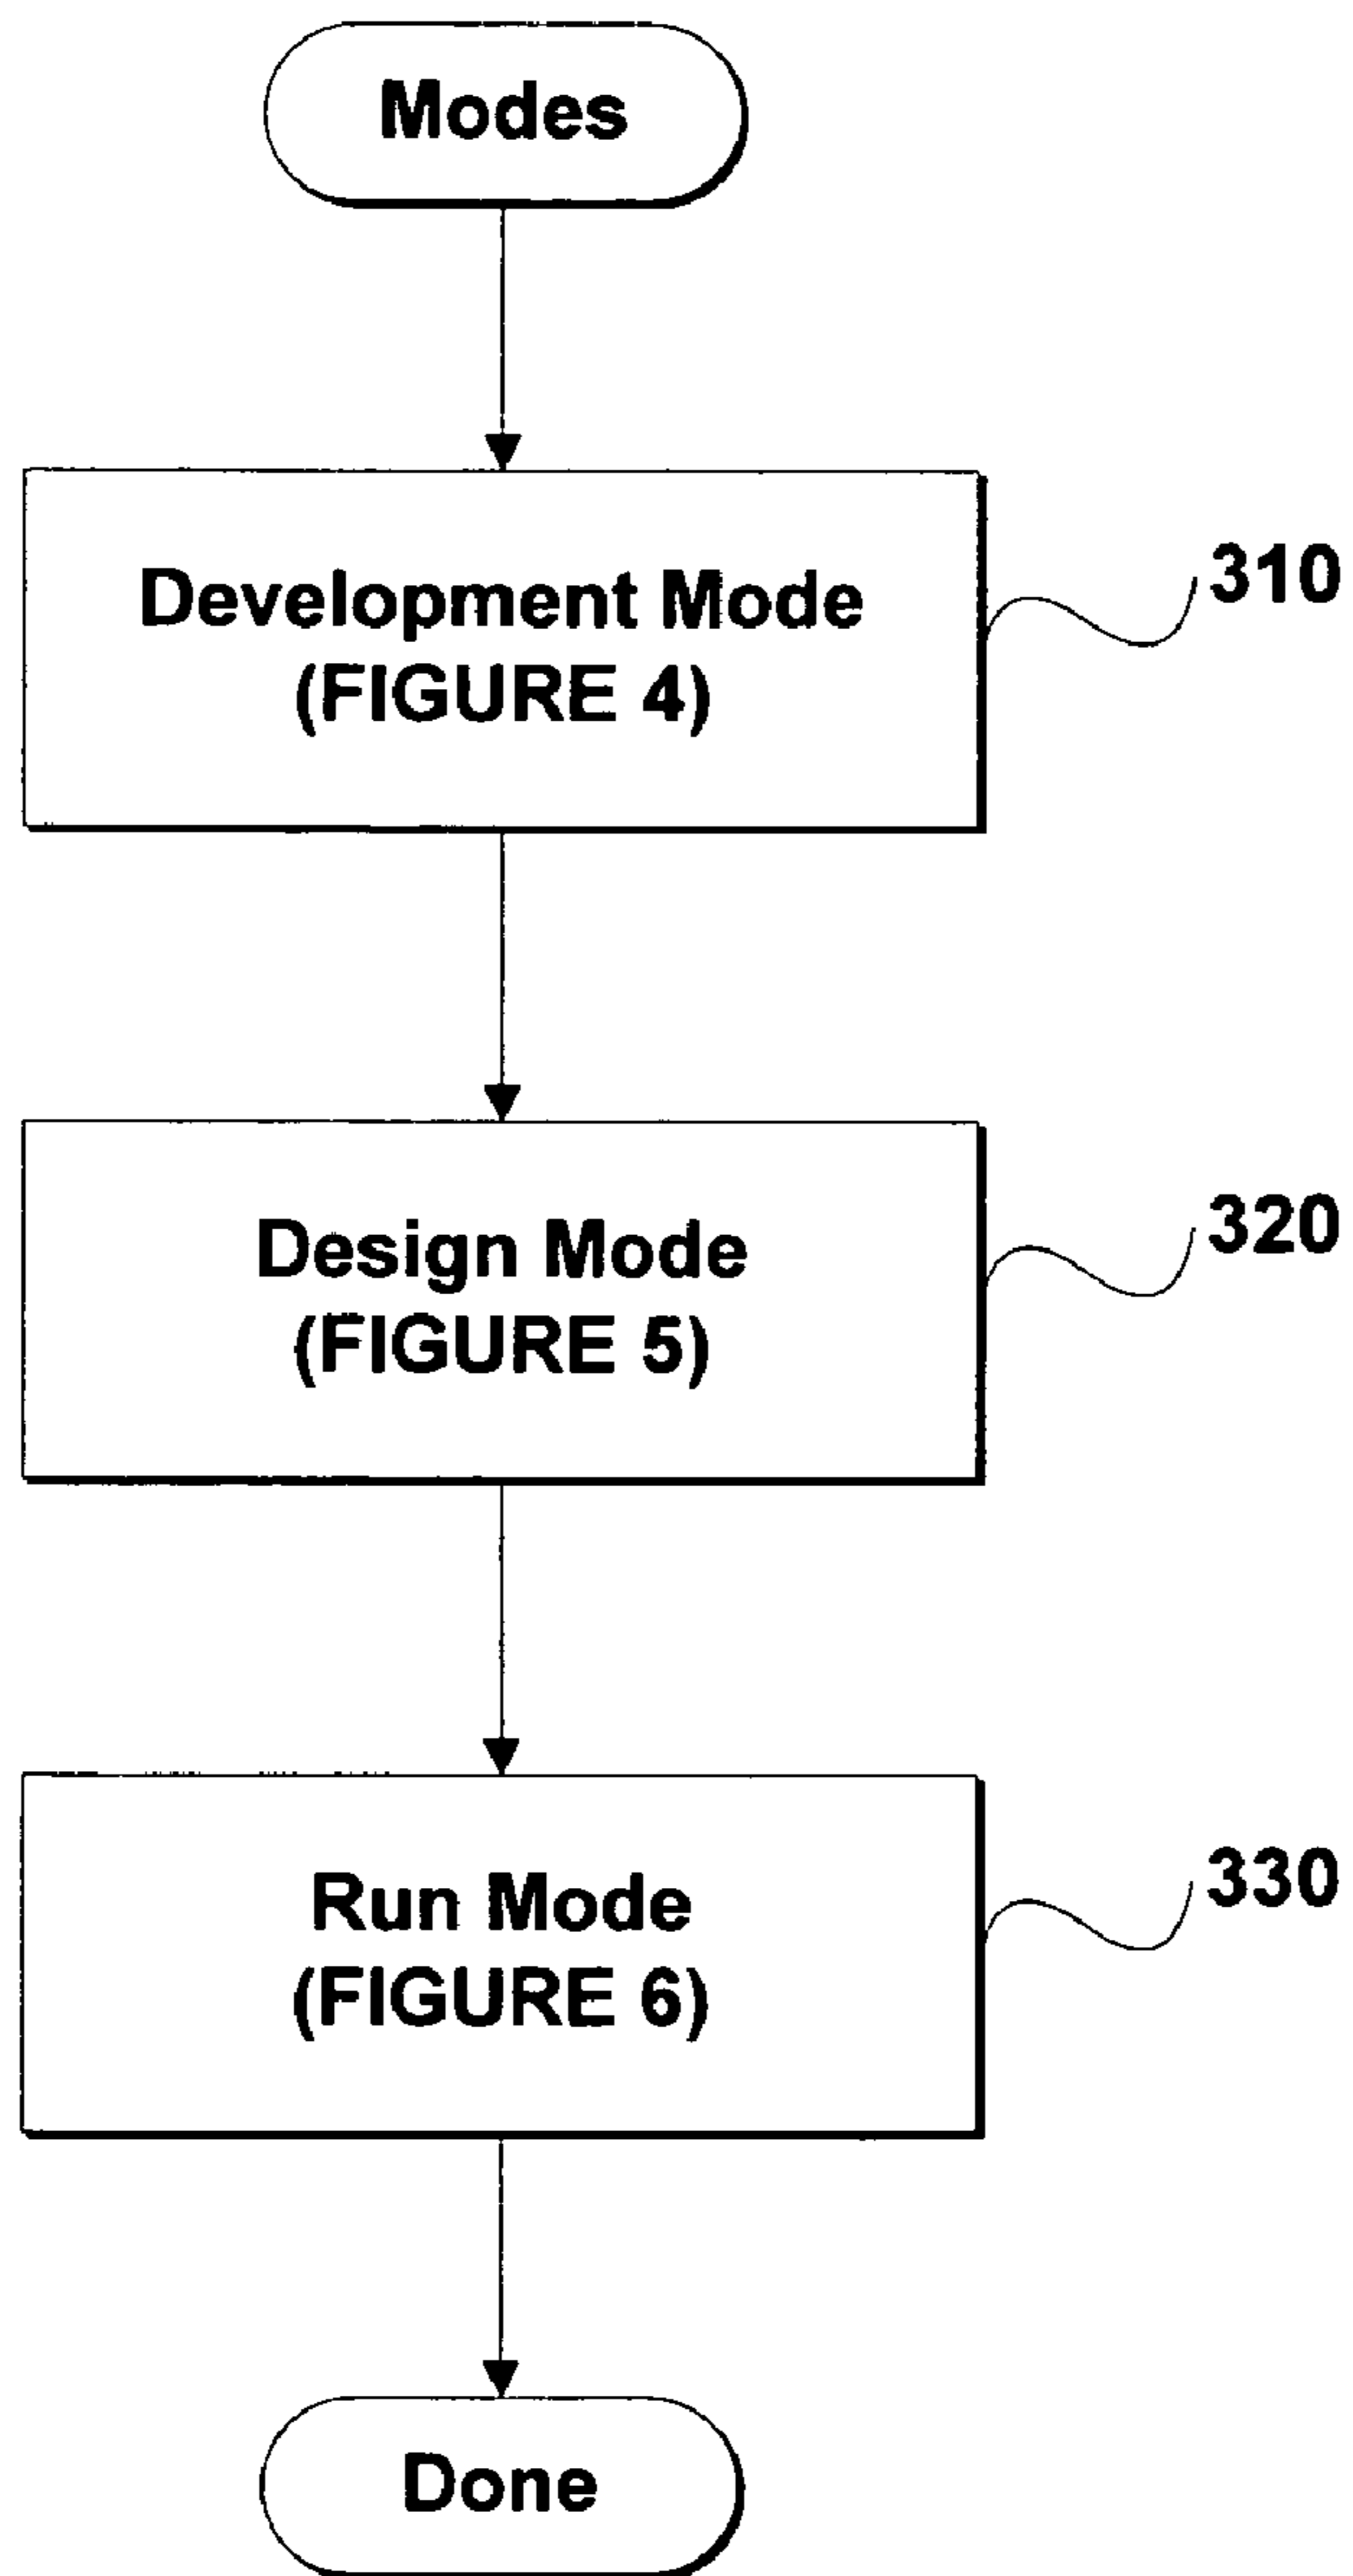 Modes
Development Mode
(FIGURE 4)
310
Design Mode
(FIGURE 5)
320
Run Mode
(FIGURE 6)
330
Done